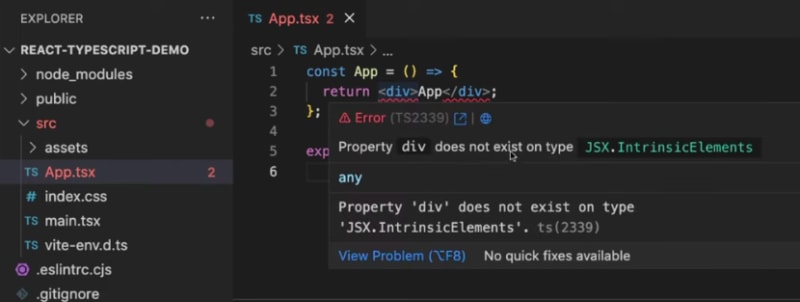 EXPLORER
REACT-TYPESCRIPT-DEMO
node_modules
public
src
assets
TS App.tsx 2
# index.css
TS main.tsx
TS vite-env.d.ts
.eslintrc.cjs
.gitignore
TS App.tsx 2 ×
src > TS App.tsx > ...
1 const App = () => {
2 return <div>App</div>;
3 };
4
5 exp
6
Error (TS2339) |
Property div does not exist on type JSX.IntrinsicElements
any
Property 'div' does not exist on type
'JSX.IntrinsicElements'. ts(2339)
View Problem (⌥F8) No quick fixes available